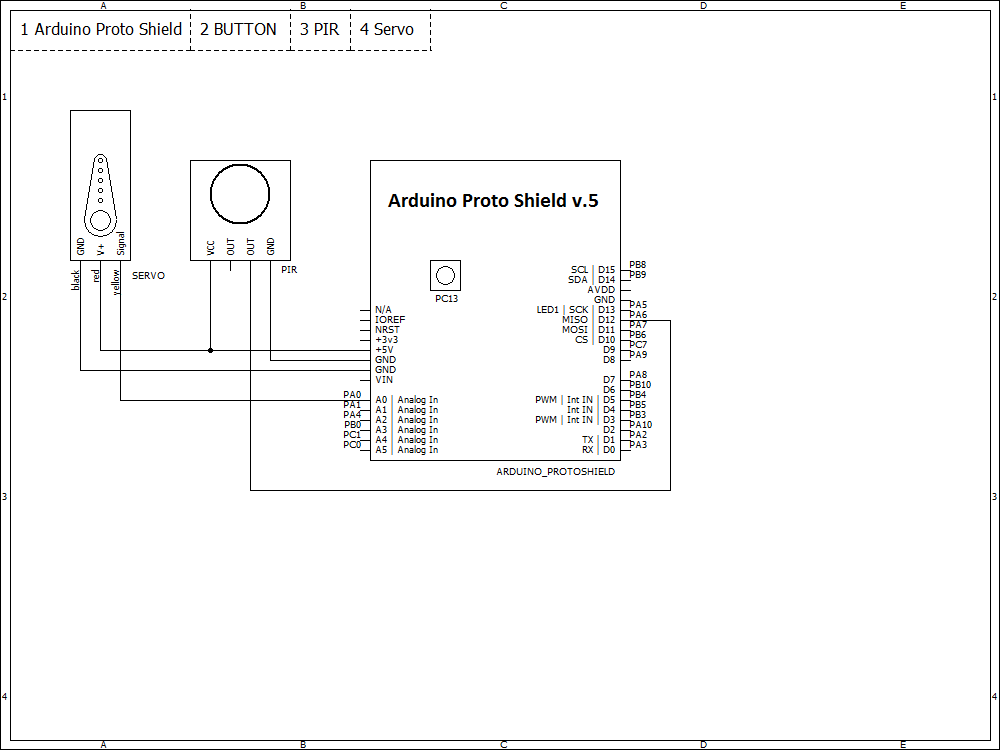 A B C D E
1 Arduino Proto Shield 2 BUTTON 3 PIR 4 Servo
1 1
Arduino Proto Shield v.5
GND V+ Signal
VCC OUT OUT GND
black red yellow
SERVO
PIR
PC13
2 2
SCL | D15 PB8
SDA | D14 PB9
AVDD
GND
N/A
IOREF
NRST
+3v3
+5V
GND
GND
VIN
LED1 | SCK | D13 PA5
MISO | D12 PA6
MOSI | D11 PA7
CS | D10 PB6
D9 PC7
D8 PA9
PA0 A0 | Analog In
PA1 A1 | Analog In
PA4 A2 | Analog In
PB0 A3 | Analog In
PC1 A4 | Analog In
PC0 A5 | Analog In
D7 PA8
D6 PB10
PWM | Int IN | D5 PB4
Int IN | D4 PB5
PWM | Int IN | D3 PB3
D2 PA10
TX | D1 PA2
RX | D0 PA3
ARDUINO_PROTOSHIELD
3 3
4 4
A B C D E